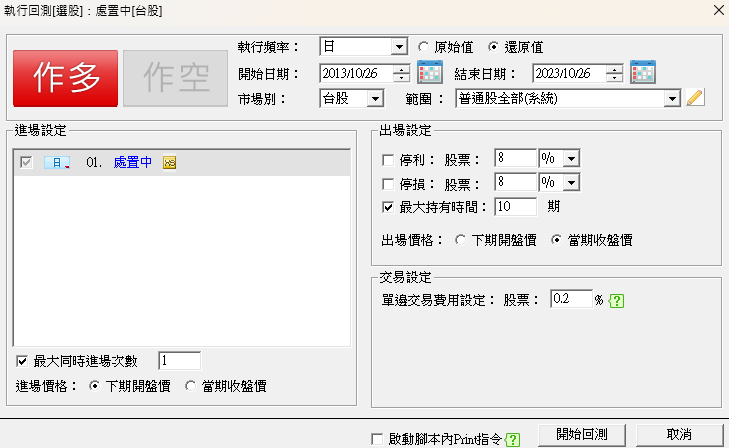 執行回測[選股]：處置中[台股]
作多 作空
執行頻率： 日 原始值 還原值
開始日期： 2013/10/26 結束日期： 2023/10/26
市場別： 台股 範圍： 普通股全部(系統)
進場設定
日 01. 處置中 XS
最大同時進場次數 1
進場價格： 下期開盤價 當期收盤價
出場設定
停利： 股票： 8 %
停損： 股票： 8 %
最大持有時間： 10 期
出場價格： 下期開盤價 當期收盤價
交易設定
單邊交易費用設定： 股票： 0.2 % ?
啟動腳本內Print指令 ? 開始回測 取消